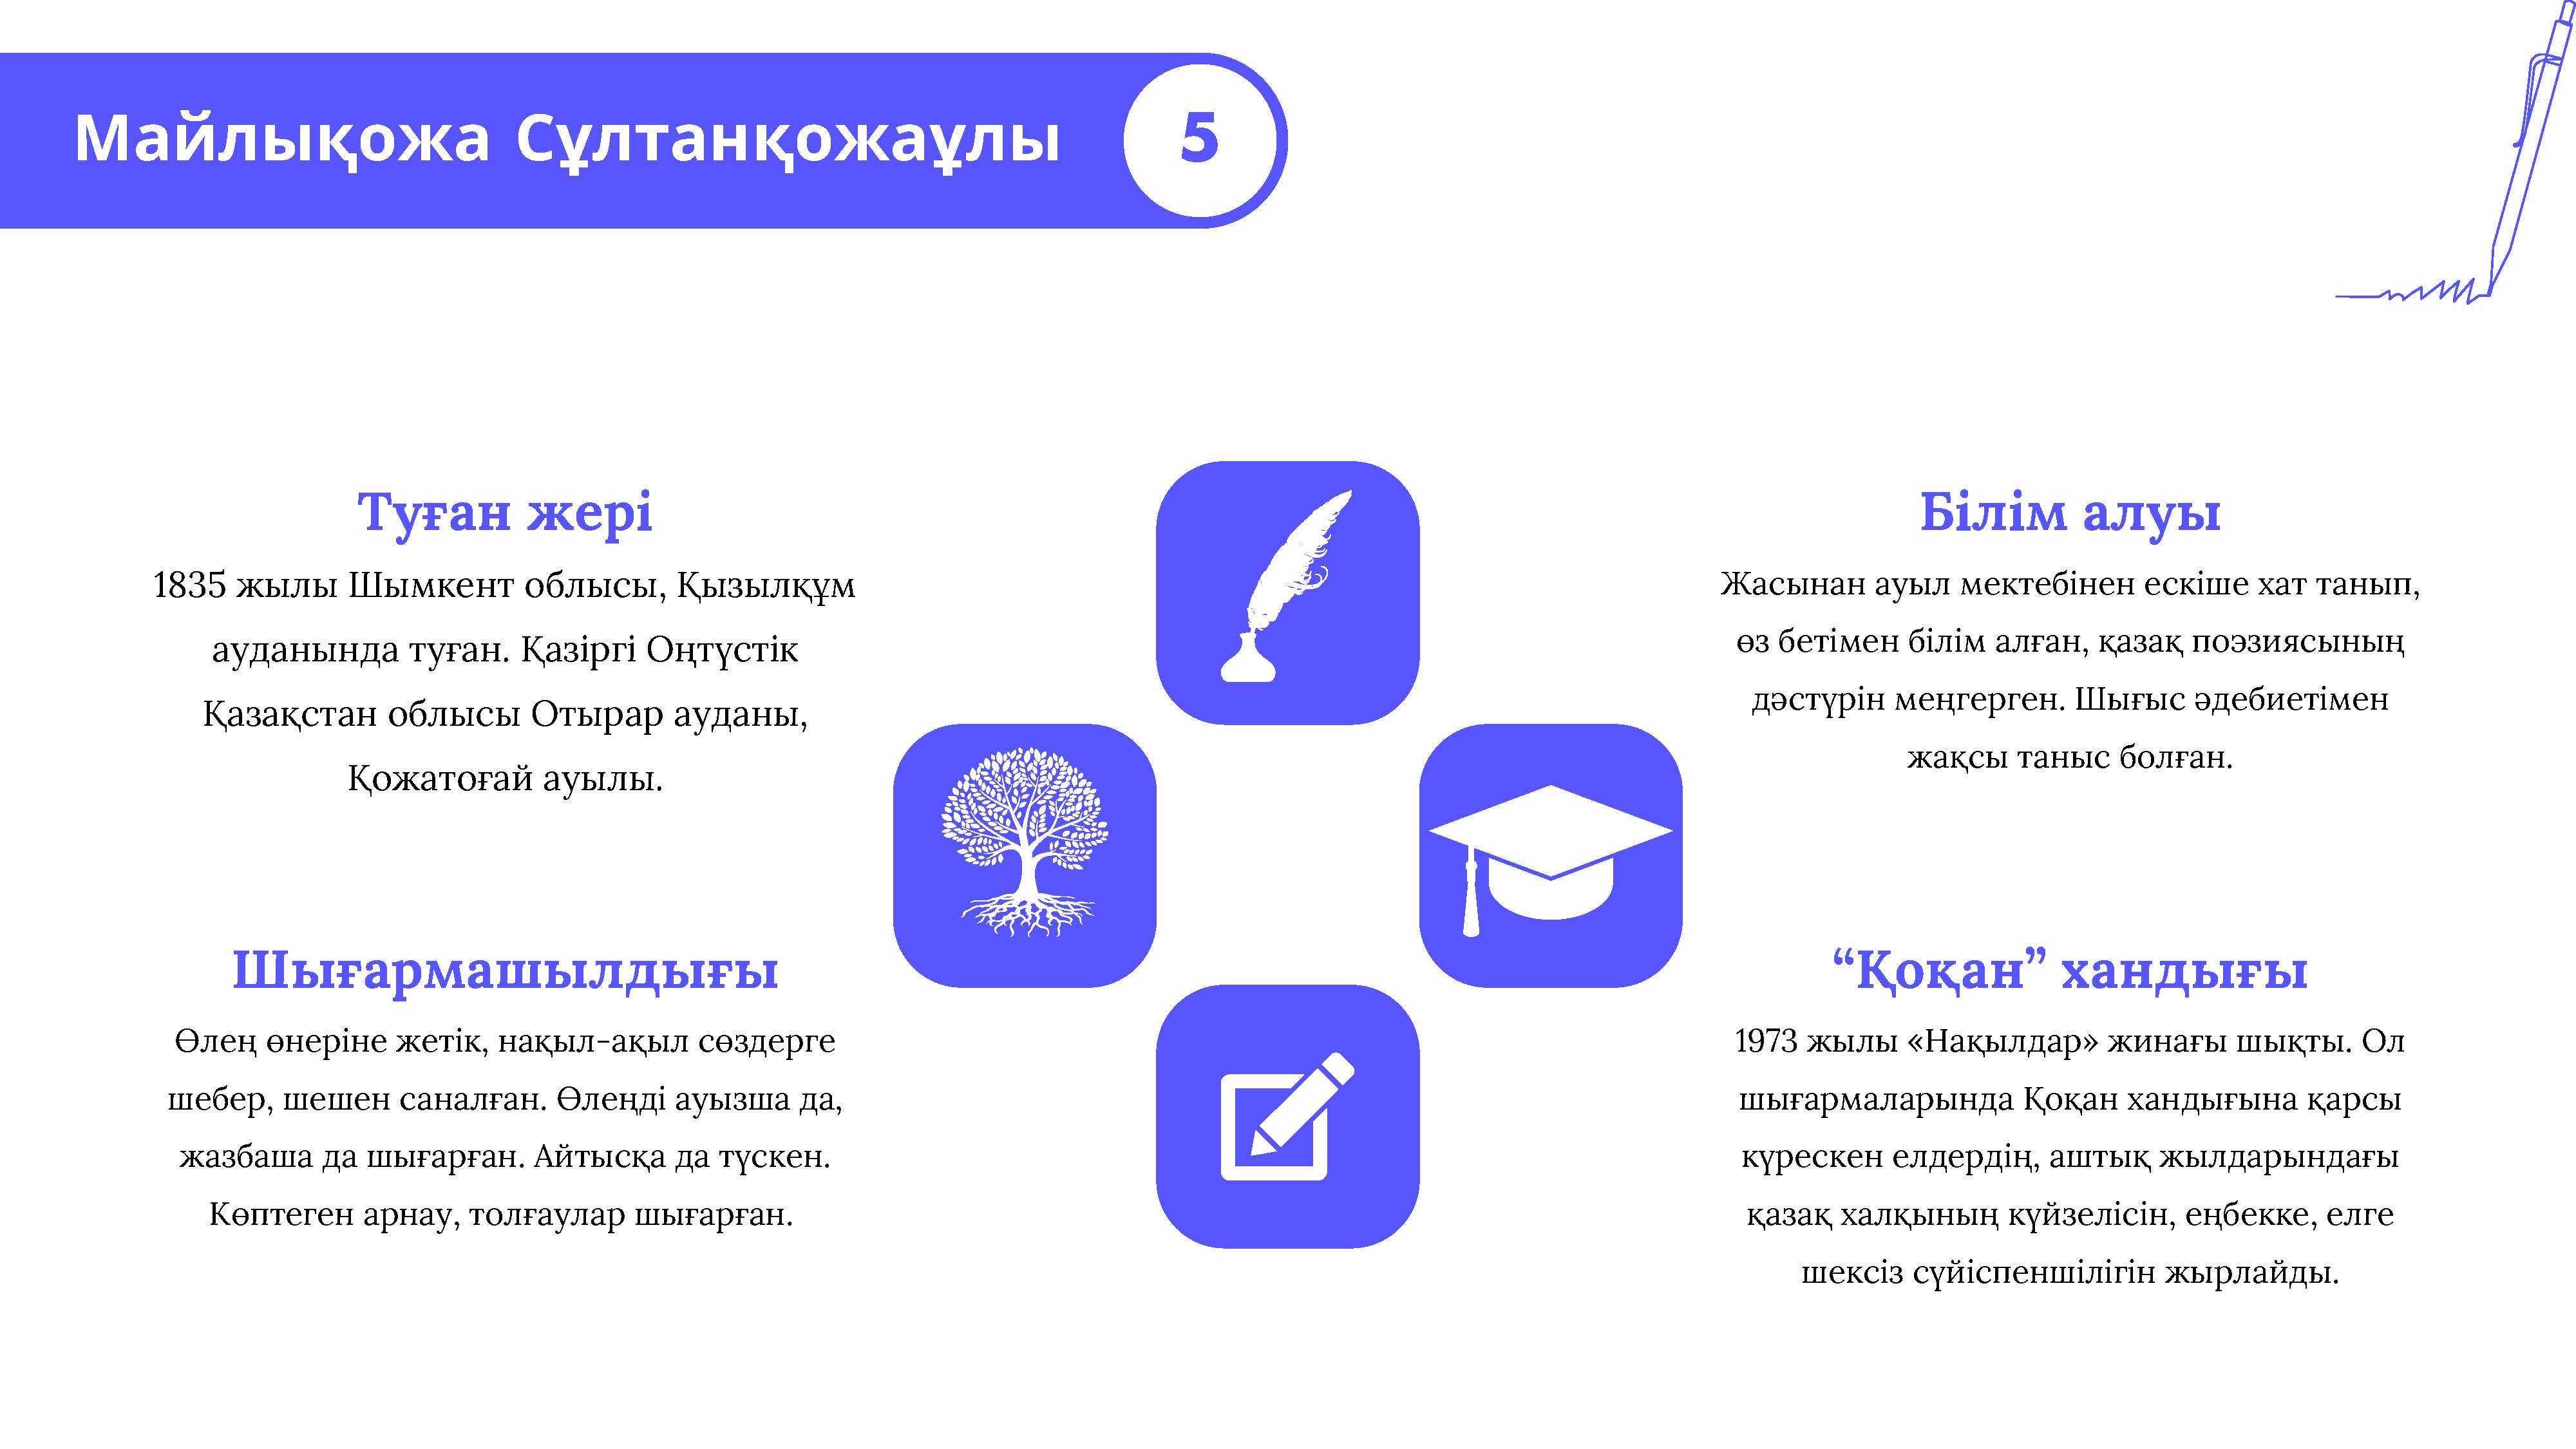 Майлықожа Сұлтанқожаұлы
5
Туған жері
1835 жылы Шымкент облысы, Қызылқұм
ауданында туған. Қазіргі Оңтүстік
Қазақстан облысы Отырар ауданы,
Қожатоғай ауылы.
Білім алуы
Жасынан ауыл мектебінен ескіше хат танып,
өз бетімен білім алған, қазақ поэзиясының
дәстүрін меңгерген. Шығыс әдебиетімен
жақсы таныс болған.
Шығармашылдығы
Өлең өнеріне жетік, нақыл-ақыл сөздерге
шебер, шешен саналған. Өлеңді ауызша да,
жазбаша да шығарған. Айтысқа да түскен.
Көптеген арнау, толғаулар шығарған.
“Қоқан” хандығы
1973 жылы «Нақылдар» жинағы шықты. Ол
шығармаларында Қоқан хандығына қарсы
күрескен елдердің, аштық жылдарындағы
қазақ халқының күйзелісін, еңбекке, елге
шексіз сүйіспеншілігін жырлайды.